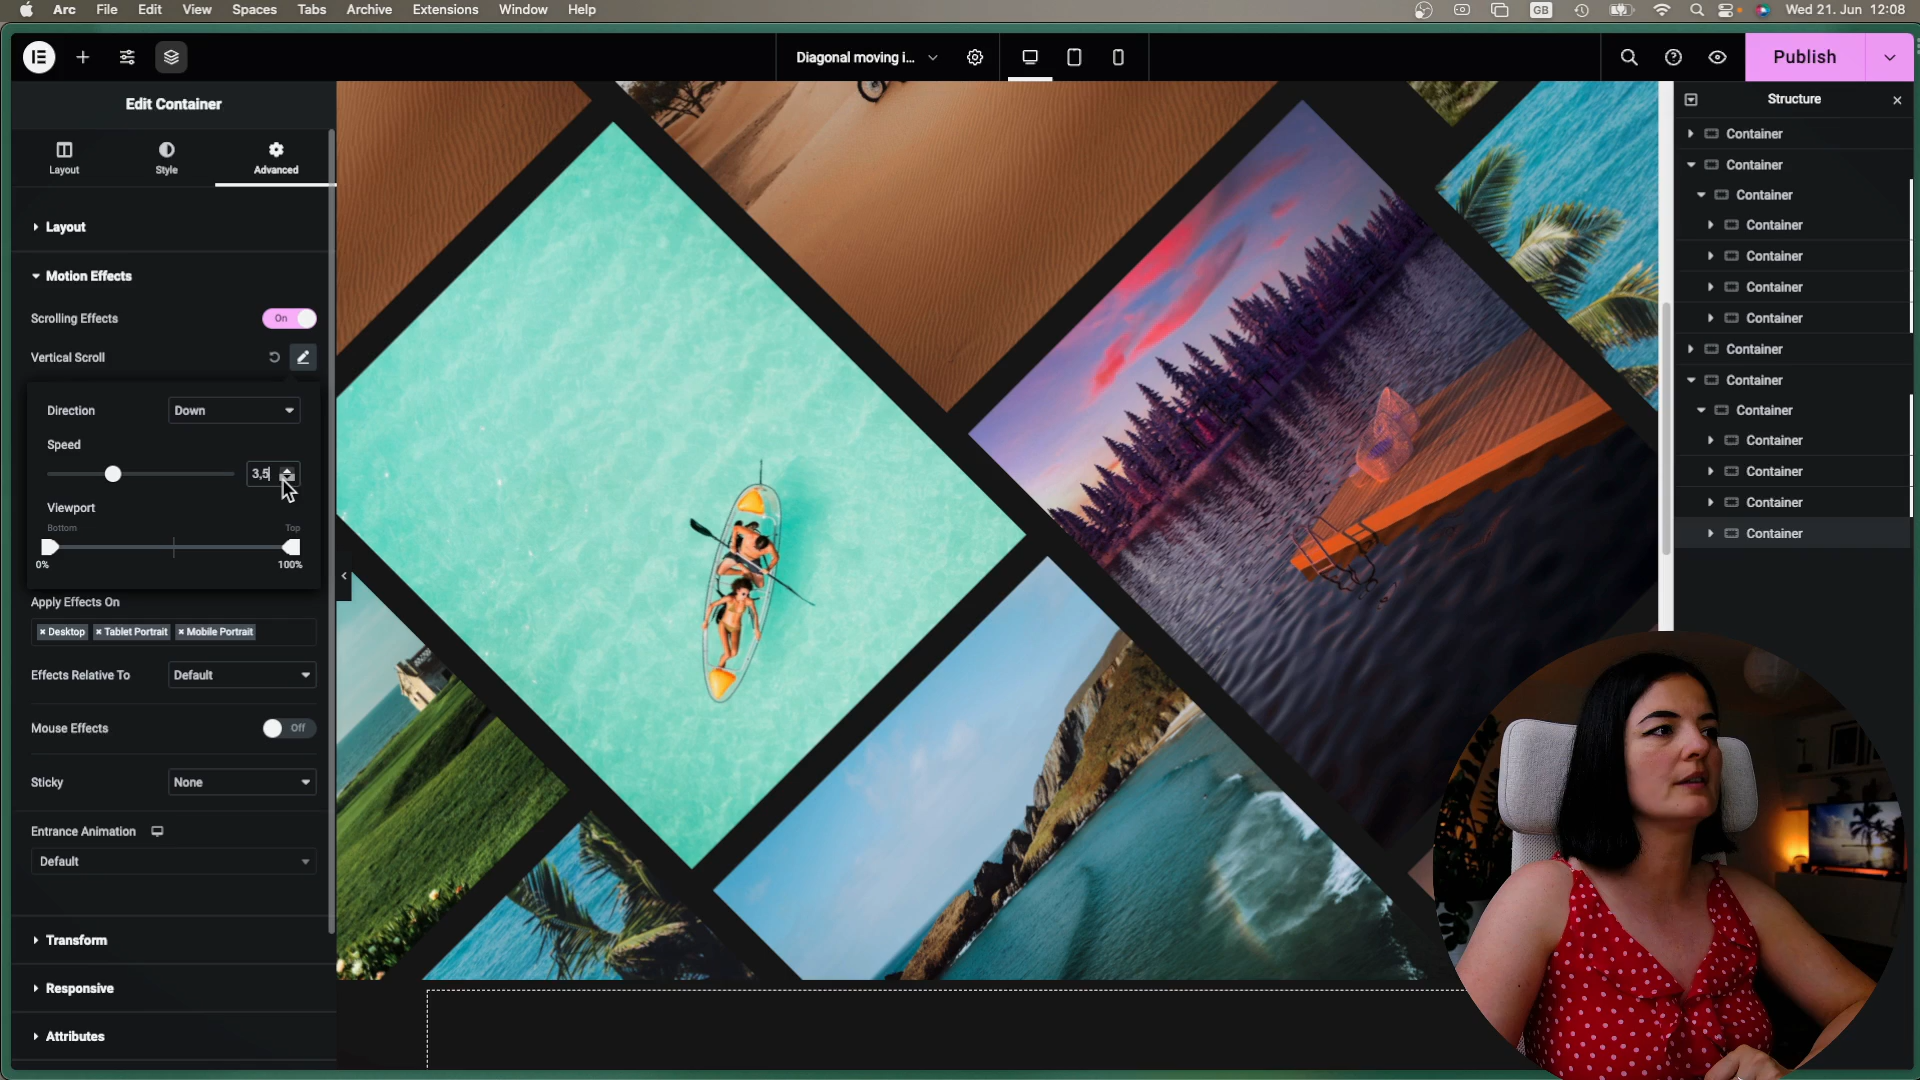 Arc File Edit View Spaces Tabs Archive Extensions Window Help GB Wed 21. Jun 12:08
Diagonal moving i... Publish
Edit Container
Layout Style Advanced
Layout
Motion Effects
Scrolling Effects On
Vertical Scroll
Direction Down
Speed
3,5
Viewport
Bottom Top
0% 100%
Apply Effects On
× Desktop × Tablet Portrait × Mobile Portrait
Effects Relative To Default
Mouse Effects Off
Sticky None
Entrance Animation
Default
Transform
Responsive
Attributes
Structure
Container
Container
Container
Container
Container
Container
Container
Container
Container
Container
Container
Container
Container
Container